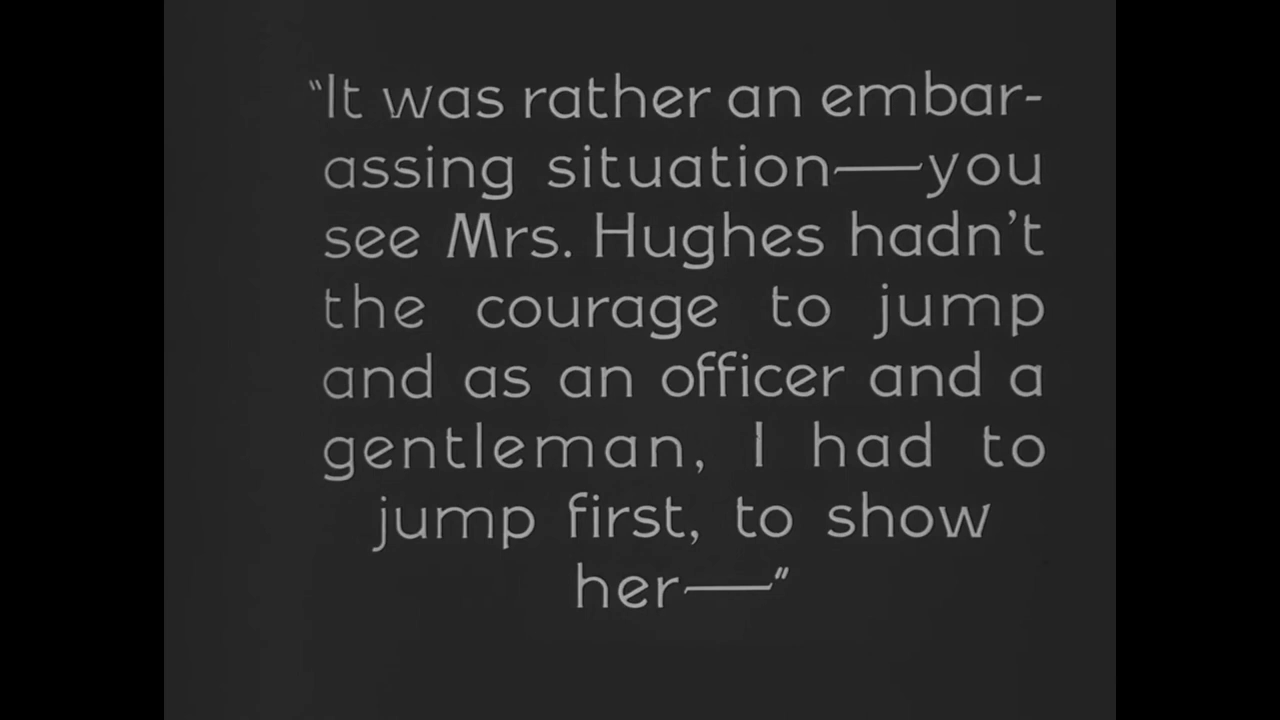 "It was rather an embar-
assing situation—you
see Mrs. Hughes hadn't
the courage to jump
and as an officer and a
gentleman, I had to
jump first, to show
her—"